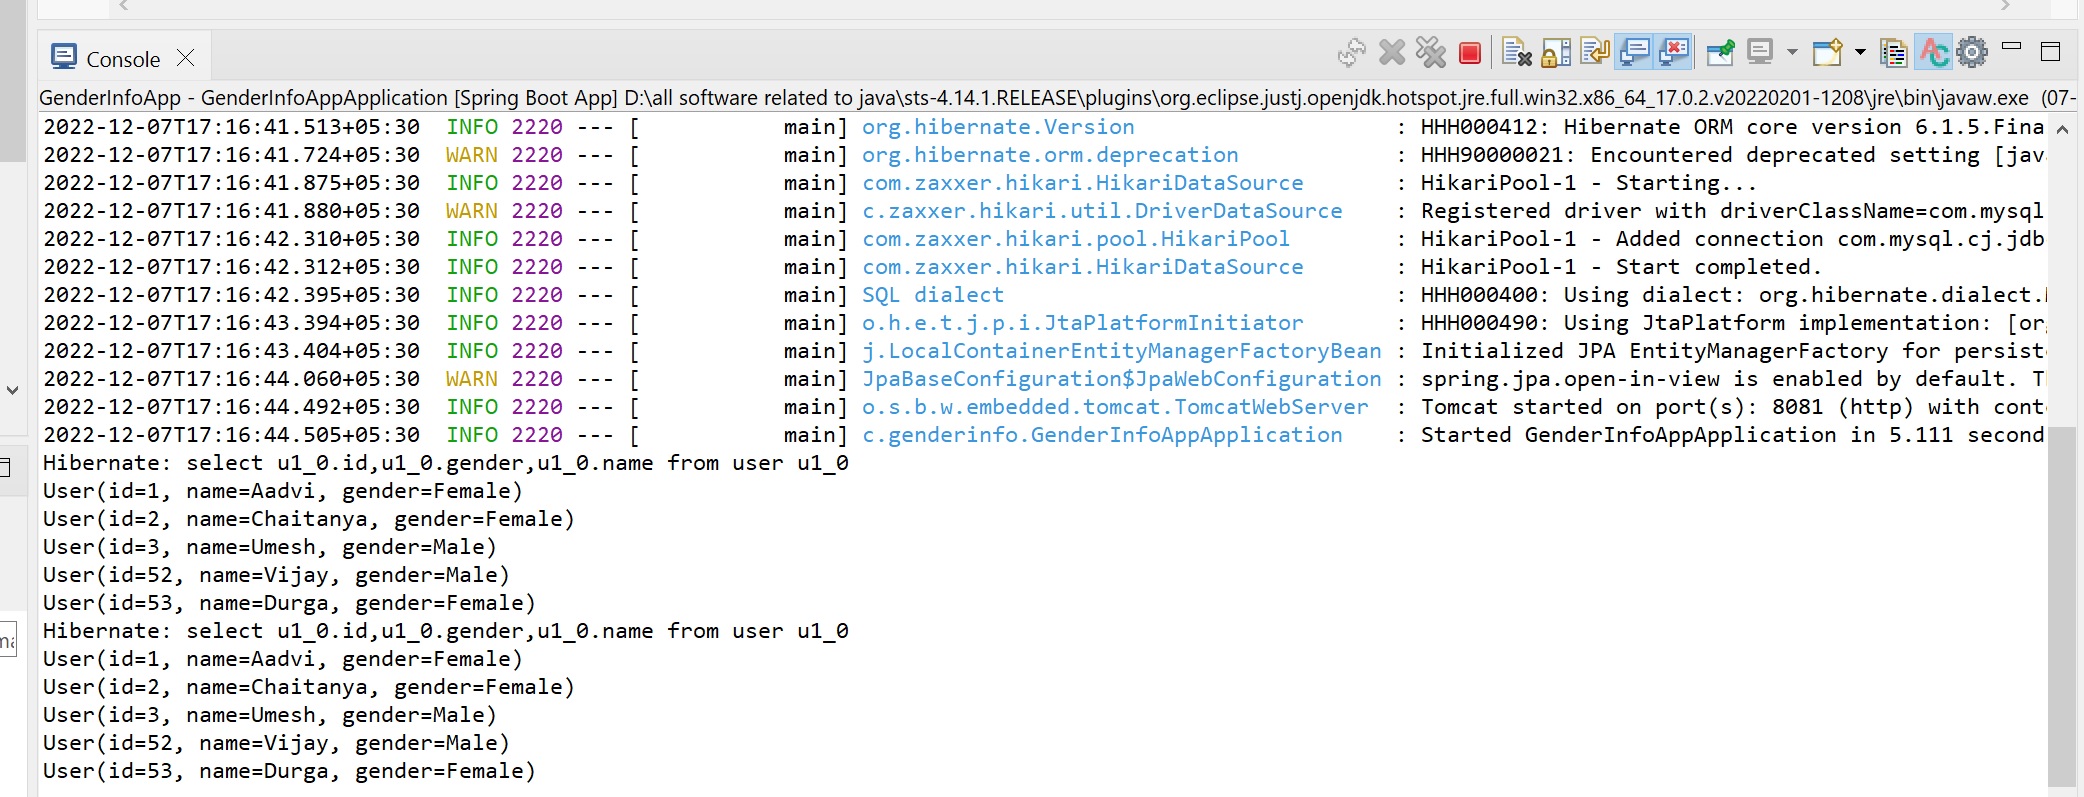 Console
GenderInfoApp - GenderInfoAppApplication [Spring Boot App] D:\all software related to java\sts-4.14.1.RELEASE\plugins\org.eclipse.justj.openjdk.hotspot.jre.full.win32.x86_64_17.0.2.v20220201-1208\jre\bin\javaw.exe (07-
2022-12-07T17:16:41.513+05:30  INFO 2220 --- [           main] org.hibernate.Version                    : HHH000412: Hibernate ORM core version 6.1.5.Fina
2022-12-07T17:16:41.724+05:30  WARN 2220 --- [           main] org.hibernate.orm.deprecation            : HHH90000021: Encountered deprecated setting [jav
2022-12-07T17:16:41.875+05:30  INFO 2220 --- [           main] com.zaxxer.hikari.HikariDataSource       : HikariPool-1 - Starting...
2022-12-07T17:16:41.880+05:30  WARN 2220 --- [           main] c.zaxxer.hikari.util.DriverDataSource    : Registered driver with driverClassName=com.mysql
2022-12-07T17:16:42.310+05:30  INFO 2220 --- [           main] com.zaxxer.hikari.pool.HikariPool        : HikariPool-1 - Added connection com.mysql.cj.jdb
2022-12-07T17:16:42.312+05:30  INFO 2220 --- [           main] com.zaxxer.hikari.HikariDataSource       : HikariPool-1 - Start completed.
2022-12-07T17:16:42.395+05:30  INFO 2220 --- [           main] SQL dialect                              : HHH000400: Using dialect: org.hibernate.dialect.
2022-12-07T17:16:43.394+05:30  INFO 2220 --- [           main] o.h.e.t.j.p.i.JtaPlatformInitiator       : HHH000490: Using JtaPlatform implementation: [or
2022-12-07T17:16:43.404+05:30  INFO 2220 --- [           main] j.LocalContainerEntityManagerFactoryBean : Initialized JPA EntityManagerFactory for persist
2022-12-07T17:16:44.060+05:30  WARN 2220 --- [           main] JpaBaseConfiguration$JpaWebConfiguration : spring.jpa.open-in-view is enabled by default. T
2022-12-07T17:16:44.492+05:30  INFO 2220 --- [           main] o.s.b.w.embedded.tomcat.TomcatWebServer  : Tomcat started on port(s): 8081 (http) with cont
2022-12-07T17:16:44.505+05:30  INFO 2220 --- [           main] c.genderinfo.GenderInfoAppApplication    : Started GenderInfoAppApplication in 5.111 second
Hibernate: select u1_0.id,u1_0.gender,u1_0.name from user u1_0
User(id=1, name=Aadvi, gender=Female)
User(id=2, name=Chaitanya, gender=Female)
User(id=3, name=Umesh, gender=Male)
User(id=52, name=Vijay, gender=Male)
User(id=53, name=Durga, gender=Female)
Hibernate: select u1_0.id,u1_0.gender,u1_0.name from user u1_0
User(id=1, name=Aadvi, gender=Female)
User(id=2, name=Chaitanya, gender=Female)
User(id=3, name=Umesh, gender=Male)
User(id=52, name=Vijay, gender=Male)
User(id=53, name=Durga, gender=Female)